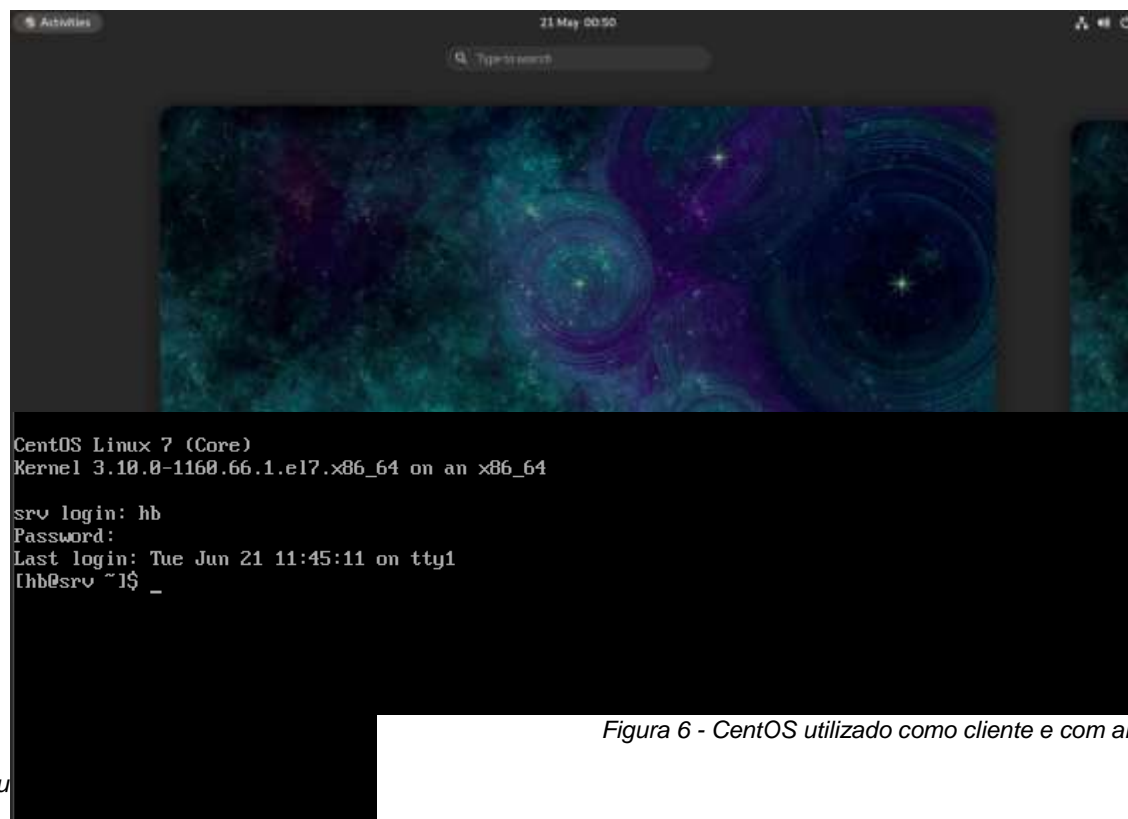 Activities
21 May 00:50
Type to search
CentOS Linux 7 (Core)
Kernel 3.10.0-1160.66.1.el7.x86_64 on an x86_64
srv login: hb
Password:
Last login: Tue Jun 21 11:45:11 on tty1
[hb@srv ~]$ _
Figura 6 - CentOS utilizado como cliente e com